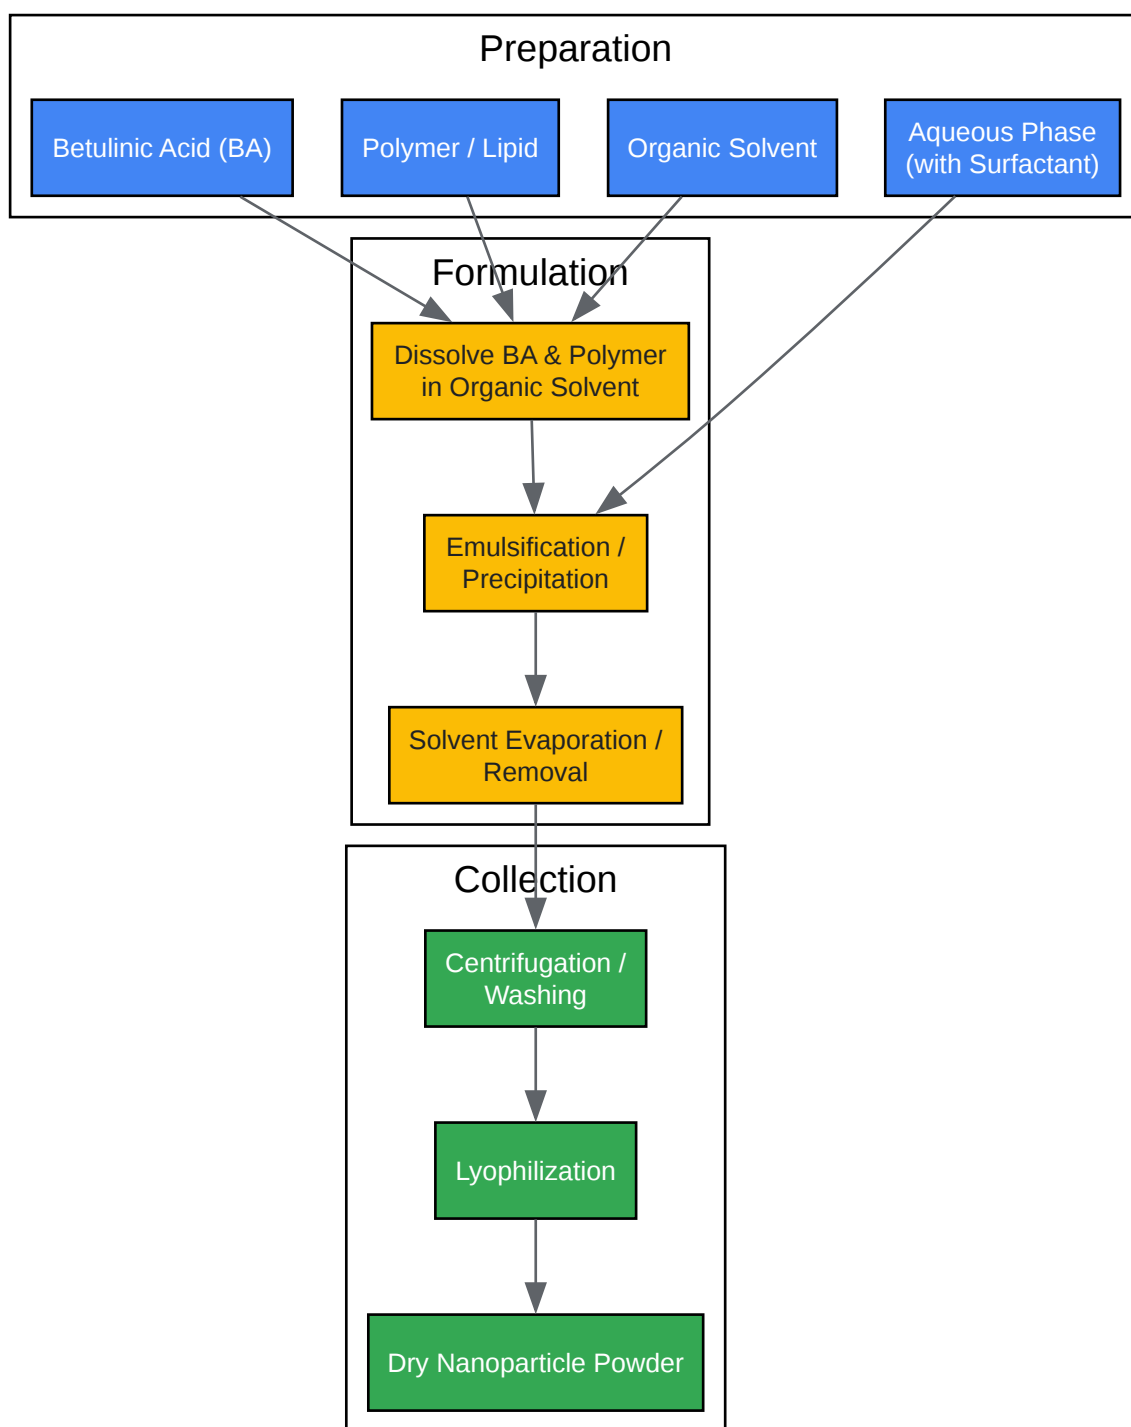 Preparation
Betulinic Acid (BA)
Polymer / Lipid
Organic Solvent
Aqueous Phase
(with Surfactant)
Formulation
Dissolve BA & Polymer
in Organic Solvent
Emulsification /
Precipitation
Solvent Evaporation /
Removal
Collection
Centrifugation /
Washing
Lyophilization
Dry Nanoparticle Powder